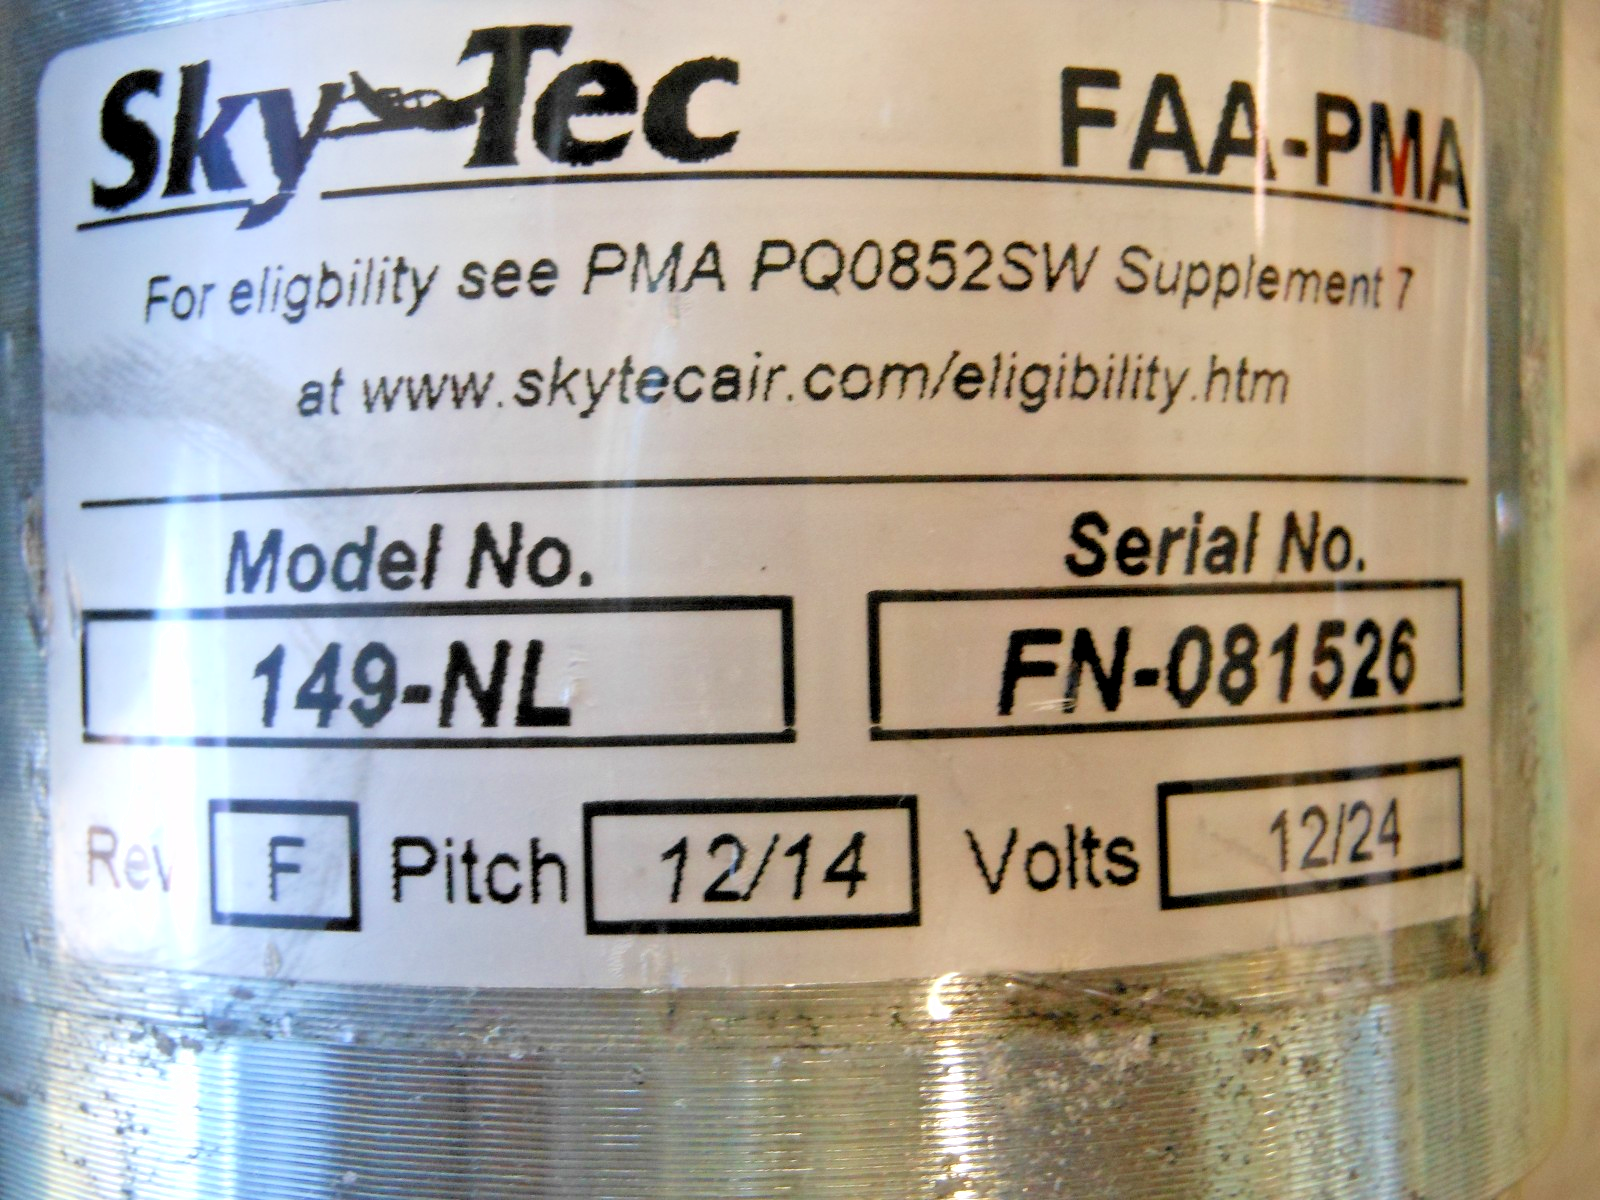 Sky-Tec FAA-PMA
For eligbility see PMA PQ0852SW Supplement 7
at www.skytecair.com/eligibility.htm
Model No. Serial No.
149-NL FN-081526
Rev F Pitch 12/14 Volts 12/24